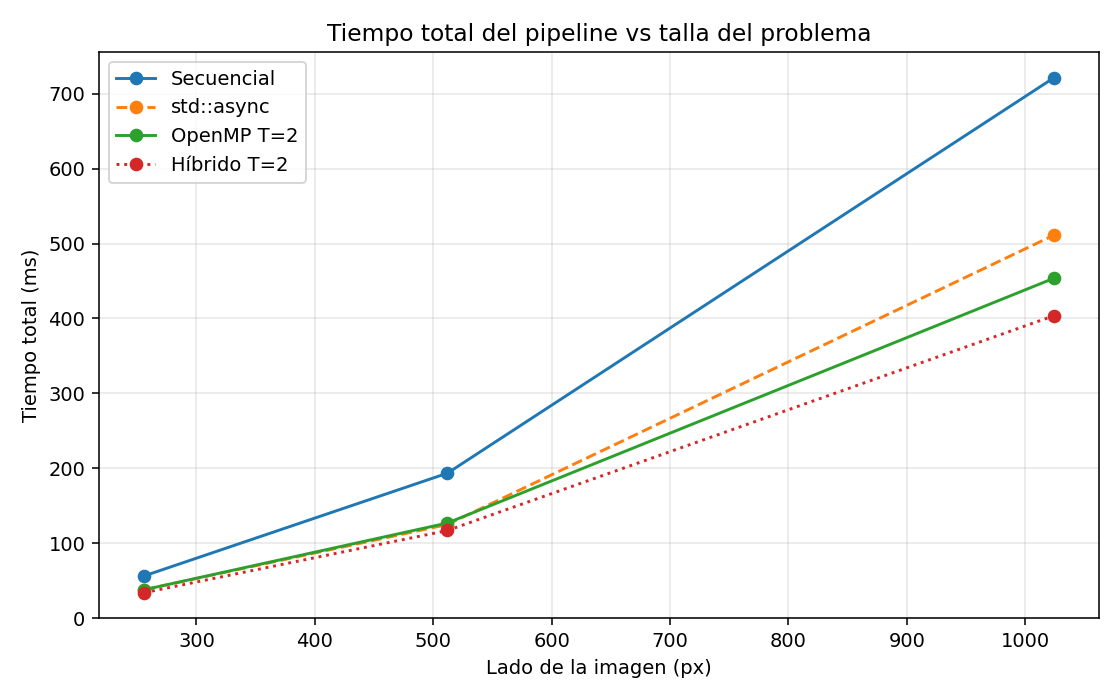 Tiempo total del pipeline vs talla del problema
Secuencial
std::async
OpenMP T=2
Híbrido T=2
Tiempo total (ms)
700
600
500
400
300
200
100
0
300 400 500 600 700 800 900 1000
Lado de la imagen (px)